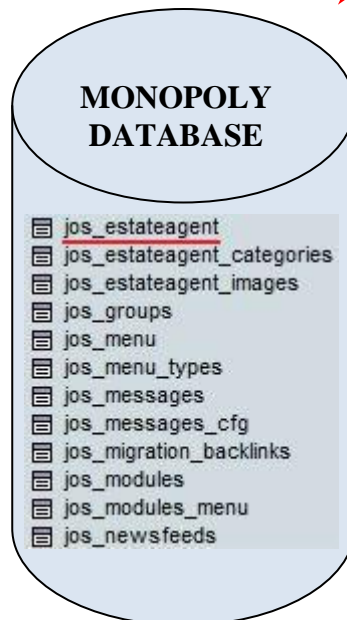 MONOPOLY
DATABASE
jos_estateagent
jos_estateagent_categories
jos_estateagent_images
jos_groups
jos_menu
jos_menu_types
jos_messages
jos_messages_cfg
jos_migration_backlinks
jos_modules
jos_modules_menu
jos_newsfeeds